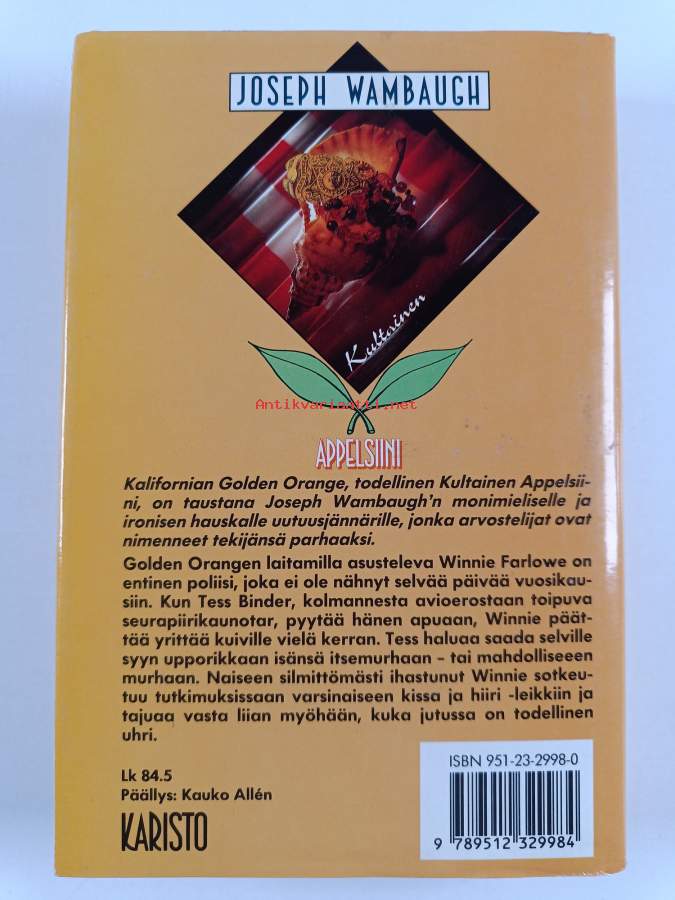 JOSEPH WAMBAUGH
Kultainen
Antikvariaatti.net
APPELSIINI
Kalifornian Golden Orange, todellinen Kultainen Appelsii-
ni, on taustana Joseph Wambaugh'n monimieliselle ja
ironisen hauskalle uutuusjännärille, jonka arvostelijat ovat
nimenneet tekijänsä parhaaksi.
Golden Orangen laitamilla asusteleva Winnie Farlowe on
entinen poliisi, joka ei ole nähnyt selvää päivää vuosikau-
siin. Kun Tess Binder, kolmannesta avioerostaan toipuva
seurapiirikaunotar, pyytää hänen apuaan, Winnie päät-
tää yrittää kuiville vielä kerran. Tess haluaa saada selville
syyn upporikkaan isänsä itsemurhaan – tai mahdolliseeen
murhaan. Naiseen silmittömästi ihastunut Winnie sotkeu-
tuu tutkimuksissaan varsinaiseen kissa ja hiiri -leikkiin ja
tajuaa vasta liian myöhään, kuka jutussa on todellinen
uhri.
Lk 84.5
Päällys: Kauko Allén
KARISTO
ISBN 951-23-2998-0
9 789512 329984